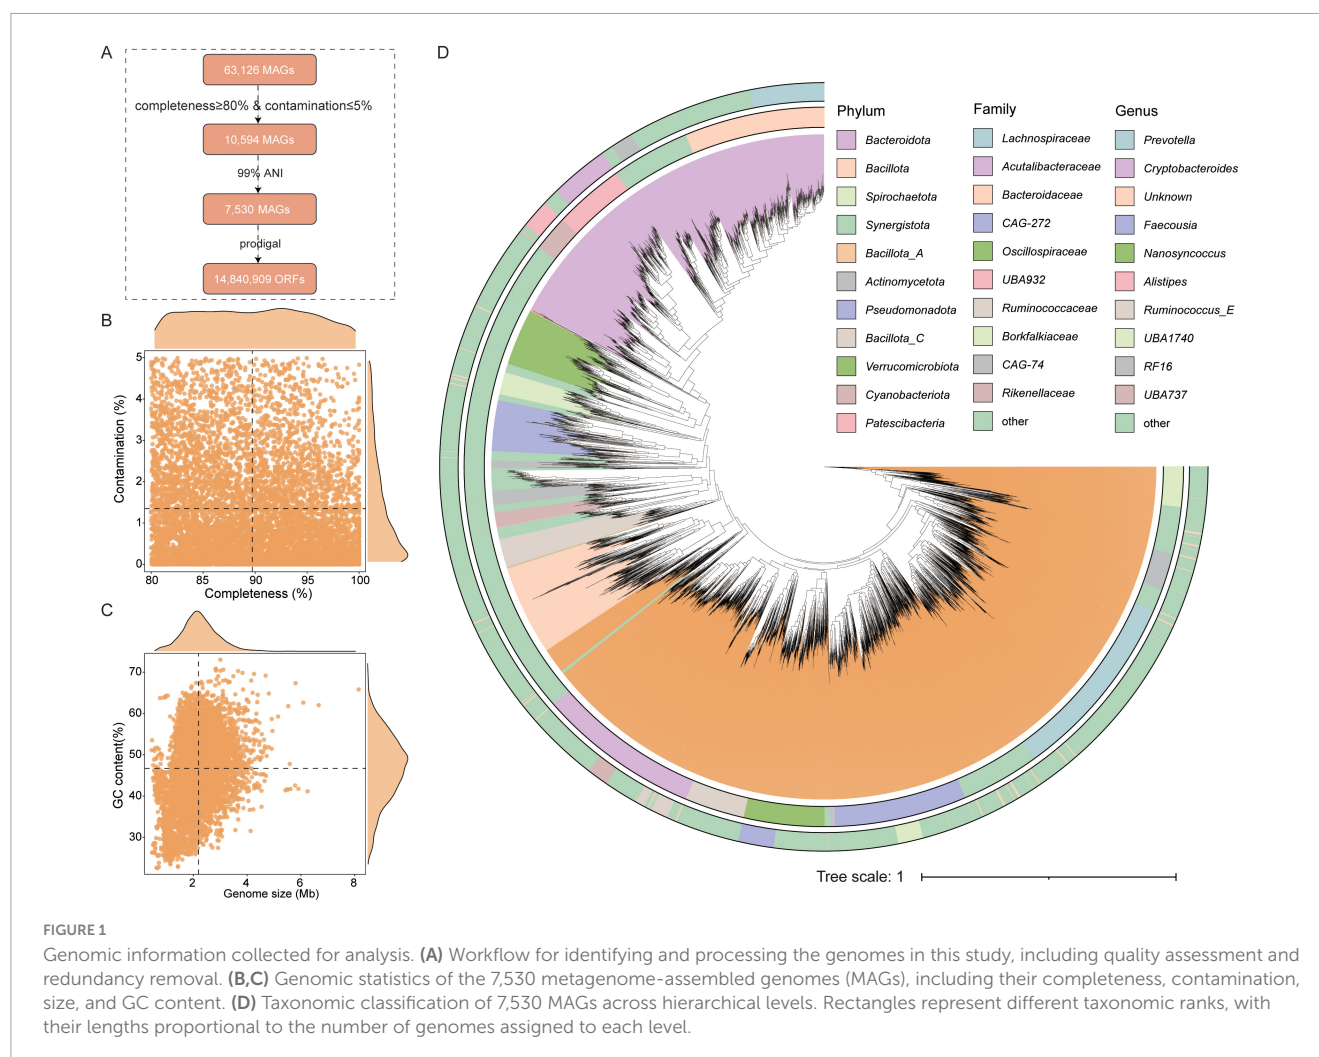 A
63,126 MAGs
completeness≥80% & contamination≤5%
10,594 MAGs
99% ANI
7,530 MAGs
prodigal
14,840,909 ORFs
B
Contamination (%)
5
4
3
2
1
0
80 85 90 95 100
Completeness (%)
C
GC content(%)
70
60
50
40
30
2 4 6 8
Genome size (Mb)
D
Phylum
Bacteroidota
Bacillota
Spirochaetota
Synergistota
Bacillota_A
Actinomycetota
Pseudomonadota
Bacillota_C
Verrucomicrobiota
Cyanobacteriota
Patescibacteria
Family
Lachnospiraceae
Acutalibacteraceae
Bacteroidaceae
CAG-272
Oscillospiraceae
UBA932
Ruminococcaceae
Borkfalkiaceae
CAG-74
Rikenellaceae
other
Genus
Prevotella
Cryptobacteroides
Unknown
Faecousia
Nanosyncoccus
Alistipes
Ruminococcus_E
UBA1740
RF16
UBA737
other
Tree scale: 1
FIGURE 1
Genomic information collected for analysis. (A) Workflow for identifying and processing the genomes in this study, including quality assessment and
redundancy removal. (B,C) Genomic statistics of the 7,530 metagenome-assembled genomes (MAGs), including their completeness, contamination,
size, and GC content. (D) Taxonomic classification of 7,530 MAGs across hierarchical levels. Rectangles represent different taxonomic ranks, with
their lengths proportional to the number of genomes assigned to each level.